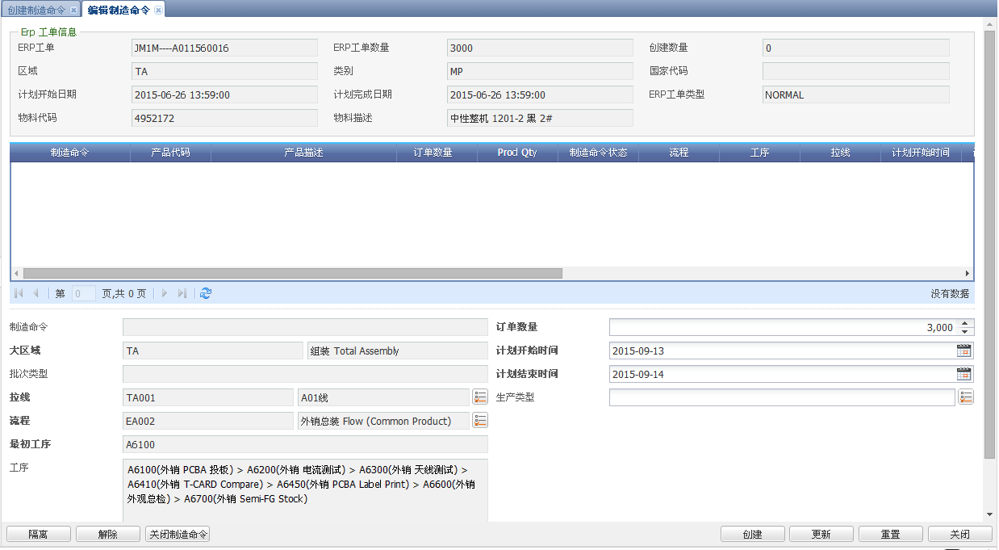 创建制造命令 编辑制造命令
Erp 工单信息
ERP工单 JM1M----A011560016 ERP工单数量 3000 创建数量 0
区域 TA 类别 MP 国家代码
计划开始日期 2015-06-26 13:59:00 计划完成日期 2015-06-26 13:59:00 ERP工单类型 NORMAL
物料代码 4952172 物料描述 中性整机 1201-2 黑 2#
制造命令 产品代码 产品描述 订单数量 Prod Qty 制造命令状态 流程 工序 拉线 计划开始时间
第 0 页,共 0 页 没有数据
制造命令 订单数量 3,000
大区域 TA 组装 Total Assembly 计划开始时间 2015-09-13
批次类型 计划结束时间 2015-09-14
拉线 TA001 A01线 生产类型
流程 EA002 外销总装 Flow (Common Product)
最初工序 A6100
工序 A6100(外销 PCBA 投板) > A6200(外销 电流测试) > A6300(外销 天线测试) >
A6410(外销 T-CARD Compare) > A6450(外销 PCBA Label Print) > A6600(外销
外观总检) > A6700(外销 Semi-FG Stock)
隔离 解除 关闭制造命令 创建 更新 重置 关闭